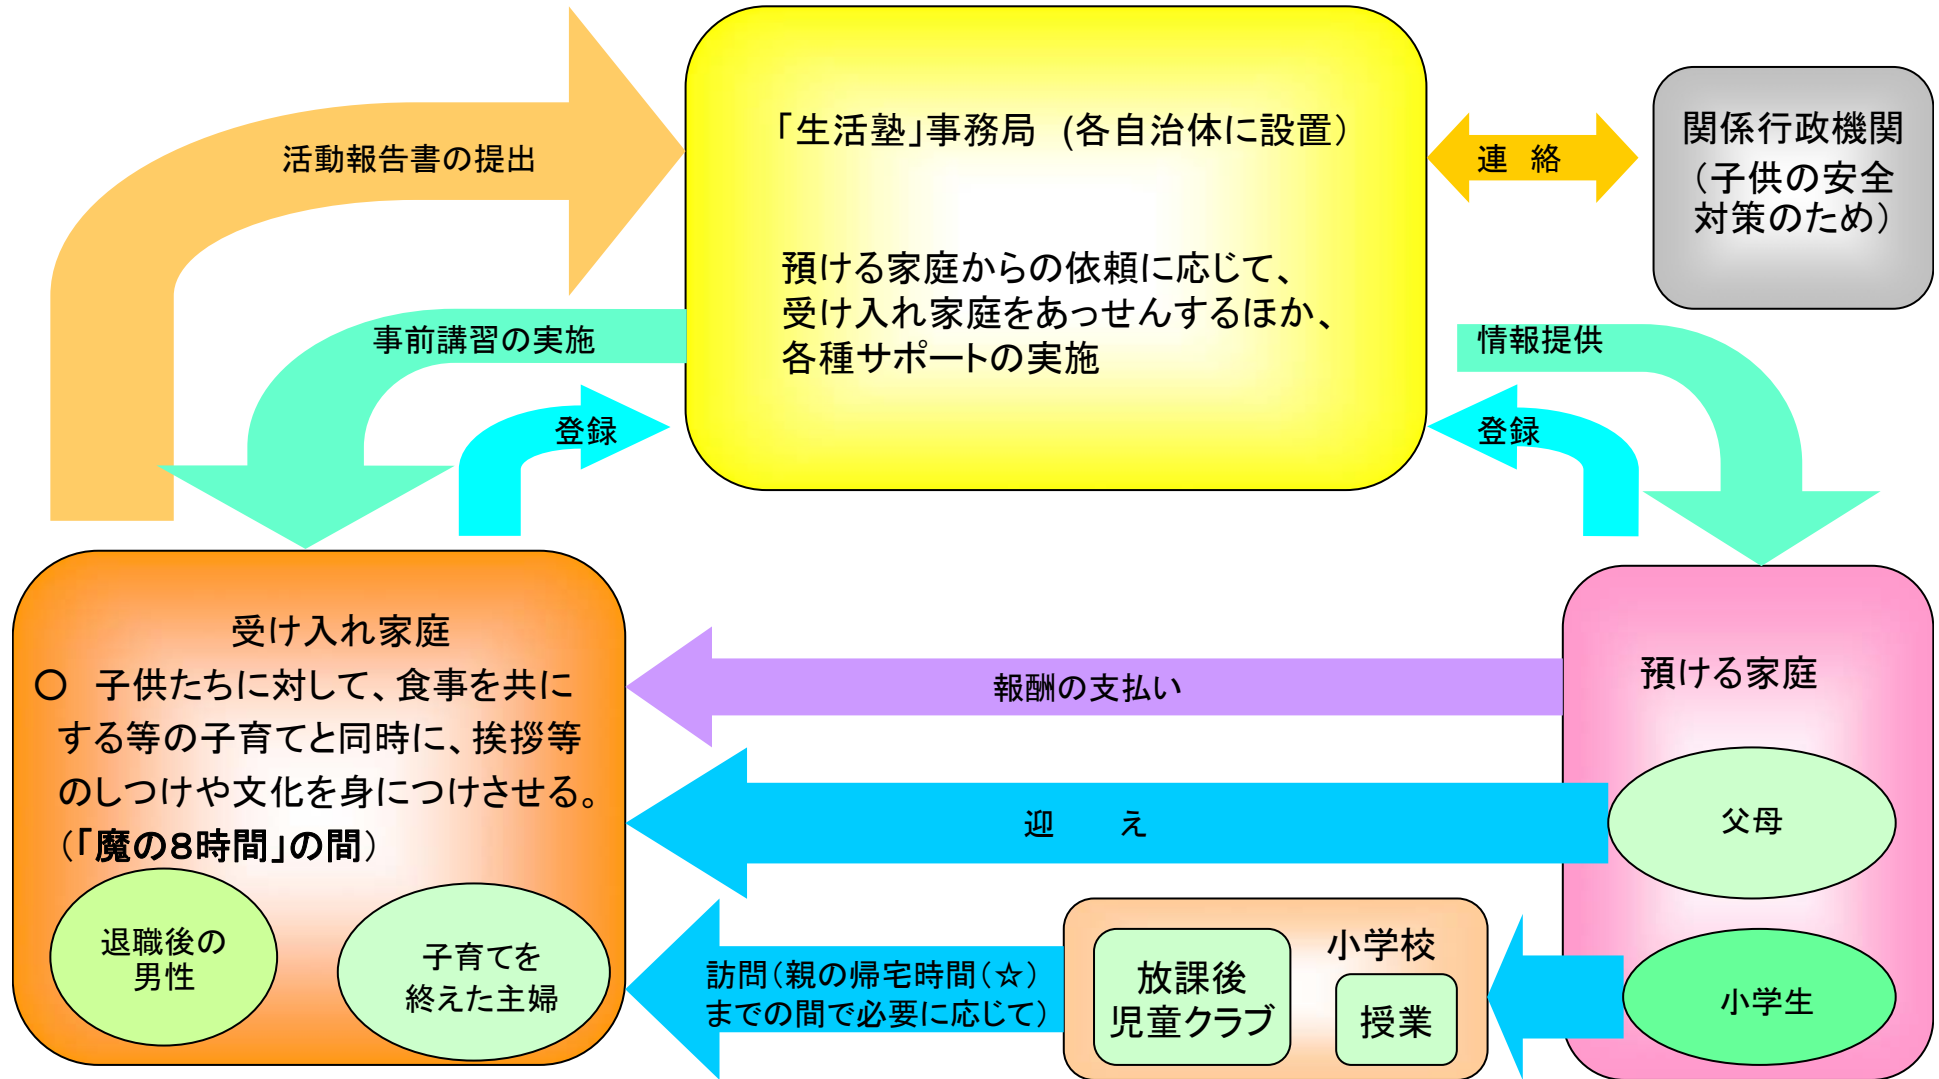 「生活塾」事務局 (各自治体に設置)
関係行政機関
(子供の安全
対策のため)
活動報告書の提出
連 絡
預ける家庭からの依頼に応じて、
受け入れ家庭をあっせんするほか、
各種サポートの実施
事前講習の実施
情報提供
登録
登録
受け入れ家庭
○ 子供たちに対して、食事を共に
する等の子育てと同時に、挨拶等
のしつけや文化を身につけさせる。
(「魔の8時間」の間)
退職後の
男性
子育てを
終えた主婦
報酬の支払い
迎 え
訪問(親の帰宅時間(☆)
までの間で必要に応じて)
小学校
放課後
児童クラブ
授業
預ける家庭
父母
小学生